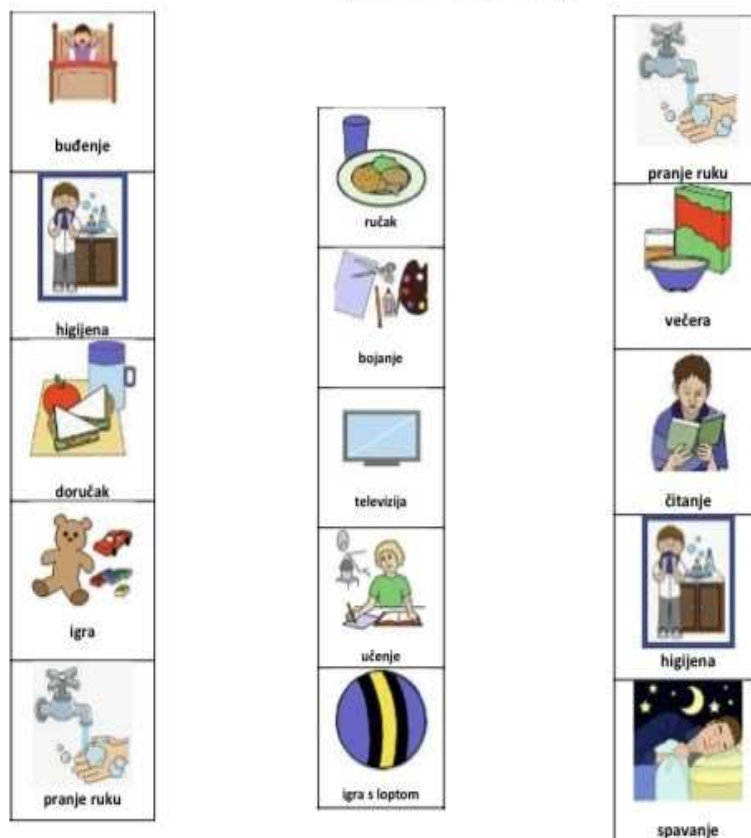 buđenje
higijena
doručak
igra
pranje ruku
ručak
bojanje
televizija
učenje
igra s loptom
pranje ruku
večera
čitanje
higijena
spavanje